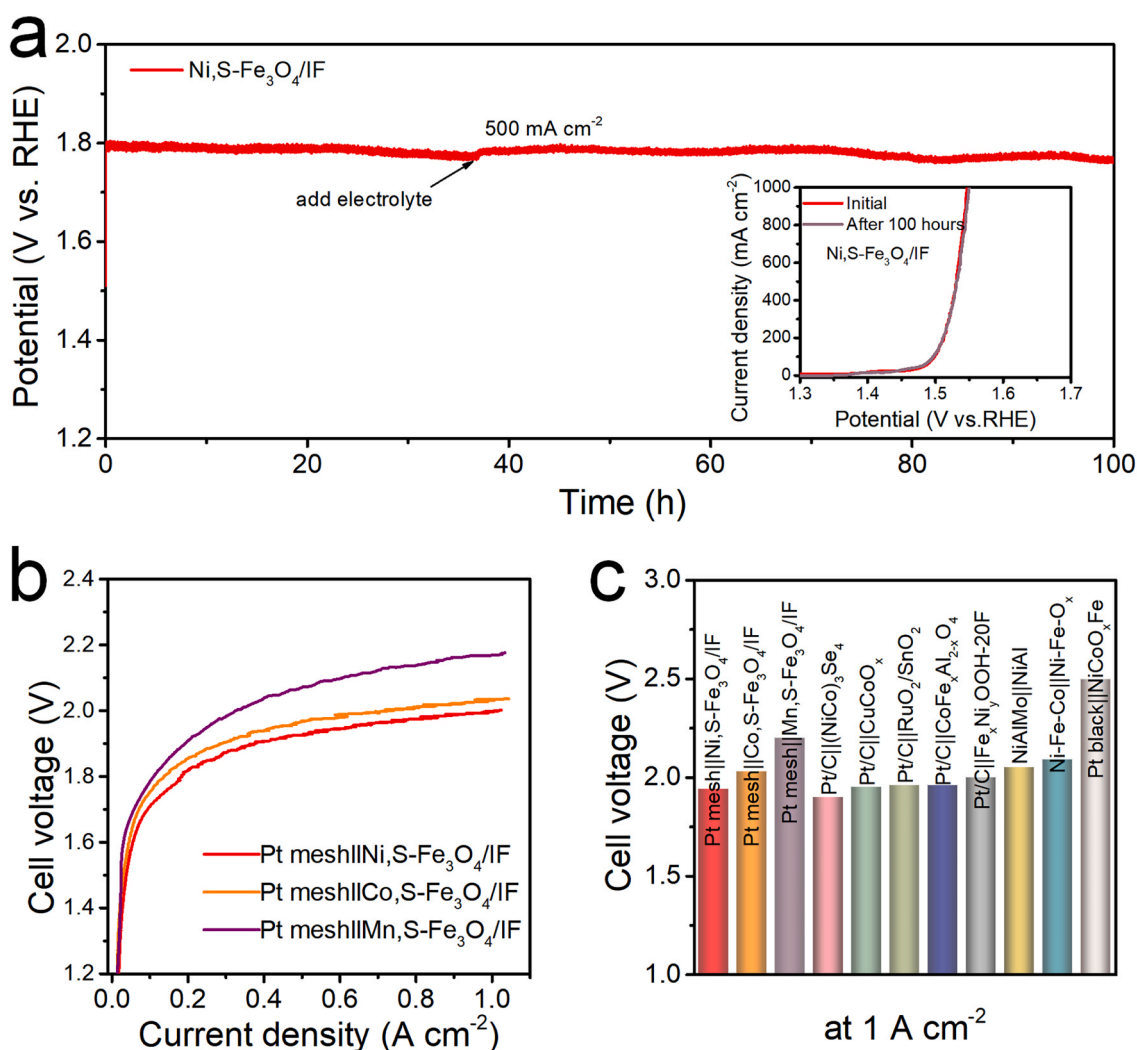 a
Potential (V vs. RHE)
2.0
1.8
1.6
1.4
1.2
Ni,S-Fe₃O₄/IF
500 mA cm⁻²
add electrolyte
Current density (mA cm⁻²)
1000
800
600
400
200
0
Initial
After 100 hours
Ni,S-Fe₃O₄/IF
1.3 1.4 1.5 1.6 1.7
Potential (V vs.RHE)
0 20 40 60 80 100
Time (h)
b
Cell voltage (V)
2.4
2.2
2.0
1.8
1.6
1.4
1.2
Pt meshIINi,S-Fe₃O₄/IF
Pt meshIICo,S-Fe₃O₄/IF
Pt meshIIMn,S-Fe₃O₄/IF
0.0 0.2 0.4 0.6 0.8 1.0
Current density (A cm⁻²)
c
Cell voltage (V)
3.0
2.5
2.0
1.5
1.0
Pt mesh||Ni,S-Fe₃O₄/IF
Pt mesh||Co,S-Fe₃O₄/IF
Pt mesh||Mn,S-Fe₃O₄/IF
Pt/C||(NiCo)₃Se₄
Pt/C||CuCoOₓ
Pt/C||RuO₂/SnO₂
Pt/C||CoFeₓAl₂₋ₓO₄
Pt/C||FeₓNiᵧOOH-20F
NiAlMo||NiAl
Ni-Fe-Co||Ni-Fe-Oₓ
Pt black||NiCoOₓFe
at 1 A cm⁻²